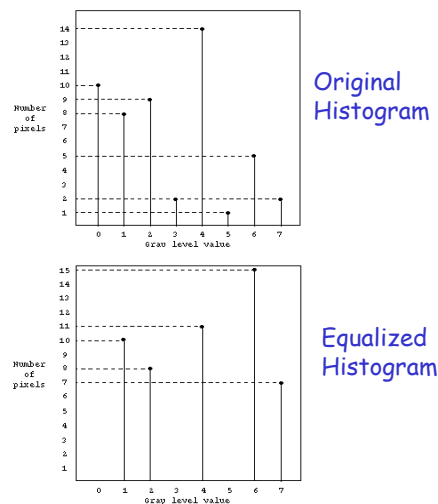 14
13
12
11
10
9
8
7
6
5
4
3
2
1
Number
of
pixels
0 1 2 3 4 5 6 7
Gray level value
Original
Histogram
15
14
13
12
11
10
9
8
7
6
5
4
3
2
1
Number
of
pixels
0 1 2 3 4 5 6 7
Gray level value
Equalized
Histogram